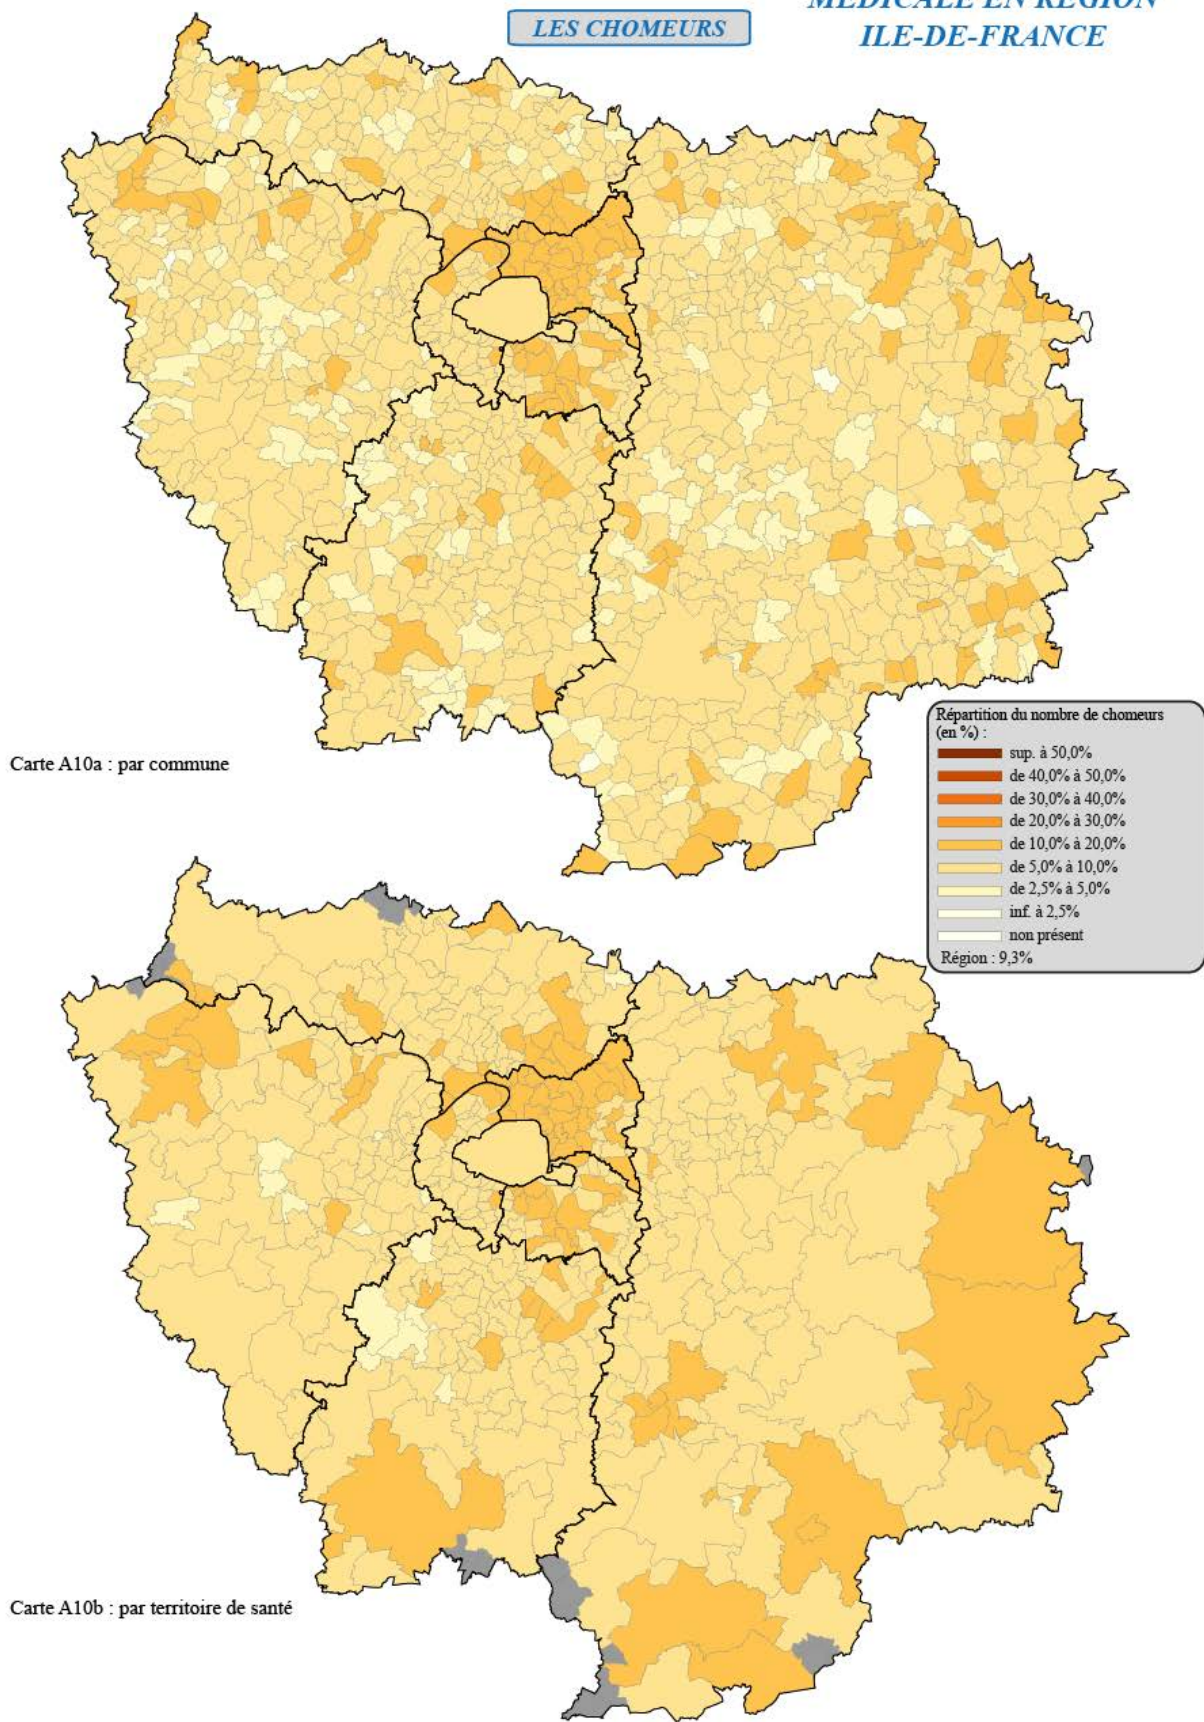 MEDICALE EN REGION
ILE-DE-FRANCE
LES CHOMEURS
Carte A10a : par commune
Répartition du nombre de chomeurs
(en %) :
sup. à 50,0%
de 40,0% à 50,0%
de 30,0% à 40,0%
de 20,0% à 30,0%
de 10,0% à 20,0%
de 5,0% à 10,0%
de 2,5% à 5,0%
inf. à 2,5%
non présent
Région : 9,3%
Carte A10b : par territoire de santé